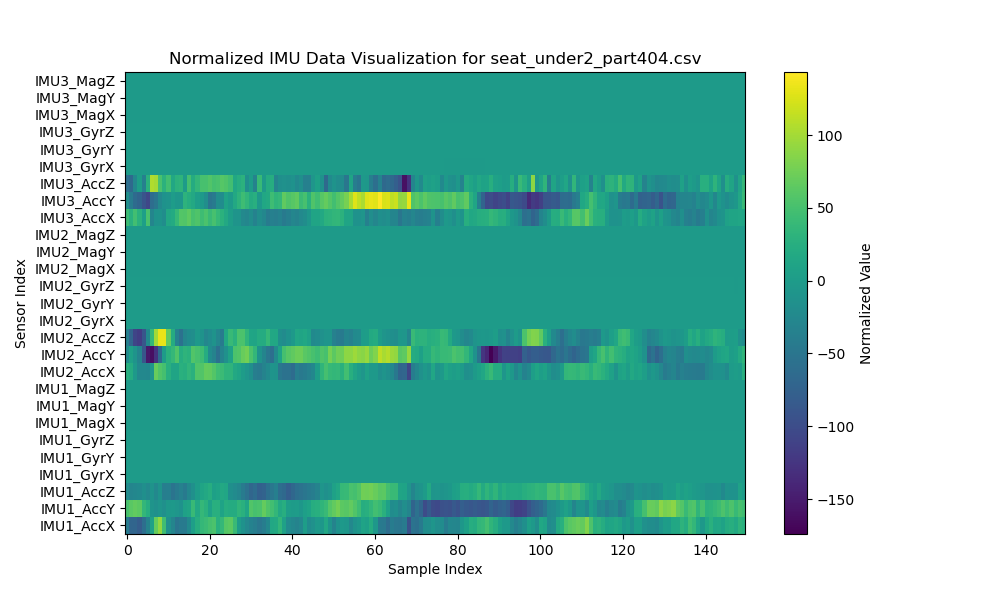 Normalized IMU Data Visualization for seat_under2_part404.csv
IMU3_MagZ
IMU3_MagY
IMU3_MagX
IMU3_GyrZ
IMU3_GyrY
IMU3_GyrX
IMU3_AccZ
IMU3_AccY
IMU3_AccX
IMU2_MagZ
IMU2_MagY
IMU2_MagX
IMU2_GyrZ
IMU2_GyrY
IMU2_GyrX
IMU2_AccZ
IMU2_AccY
IMU2_AccX
IMU1_MagZ
IMU1_MagY
IMU1_MagX
IMU1_GyrZ
IMU1_GyrY
IMU1_GyrX
IMU1_AccZ
IMU1_AccY
IMU1_AccX
Sensor Index
0 20 40 60 80 100 120 140
Sample Index
100
50
0
−50
−100
−150
Normalized Value